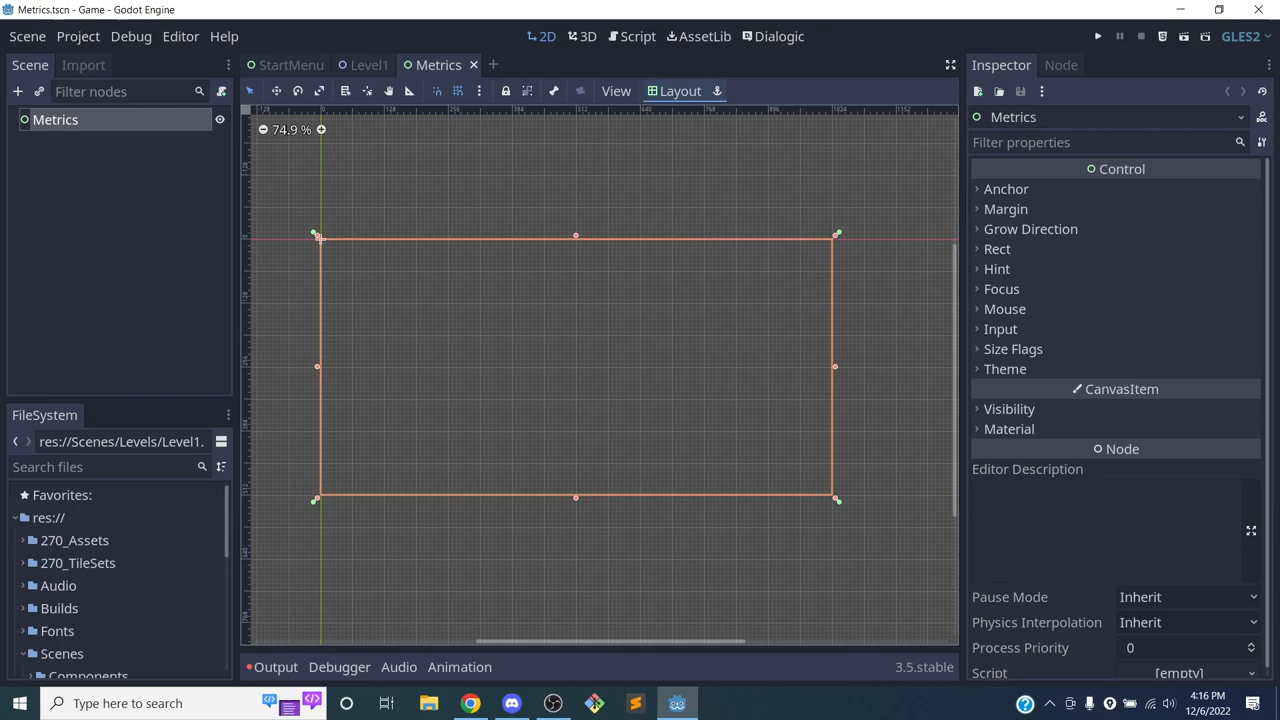 Metrics.tscn - Game - Godot Engine
Scene Project Debug Editor Help
2D 3D Script AssetLib Dialogic
GLES2
Scene Import
StartMenu Level1 Metrics
Inspector Node
Filter nodes
View Layout
Metrics
74.9 %
Metrics
Filter properties
Control
Anchor
Margin
Grow Direction
Rect
Hint
Focus
Mouse
Input
Size Flags
Theme
CanvasItem
Visibility
Material
Node
Editor Description
Pause Mode Inherit
Physics Interpolation Inherit
Process Priority 0
Script [empty]
FileSystem
res://Scenes/Levels/Level1.
Search files
Favorites:
res://
270_Assets
270_TileSets
Audio
Builds
Fonts
Scenes
Components
Output Debugger Audio Animation 3.5.stable
Type here to search
4:16 PM
12/6/2022